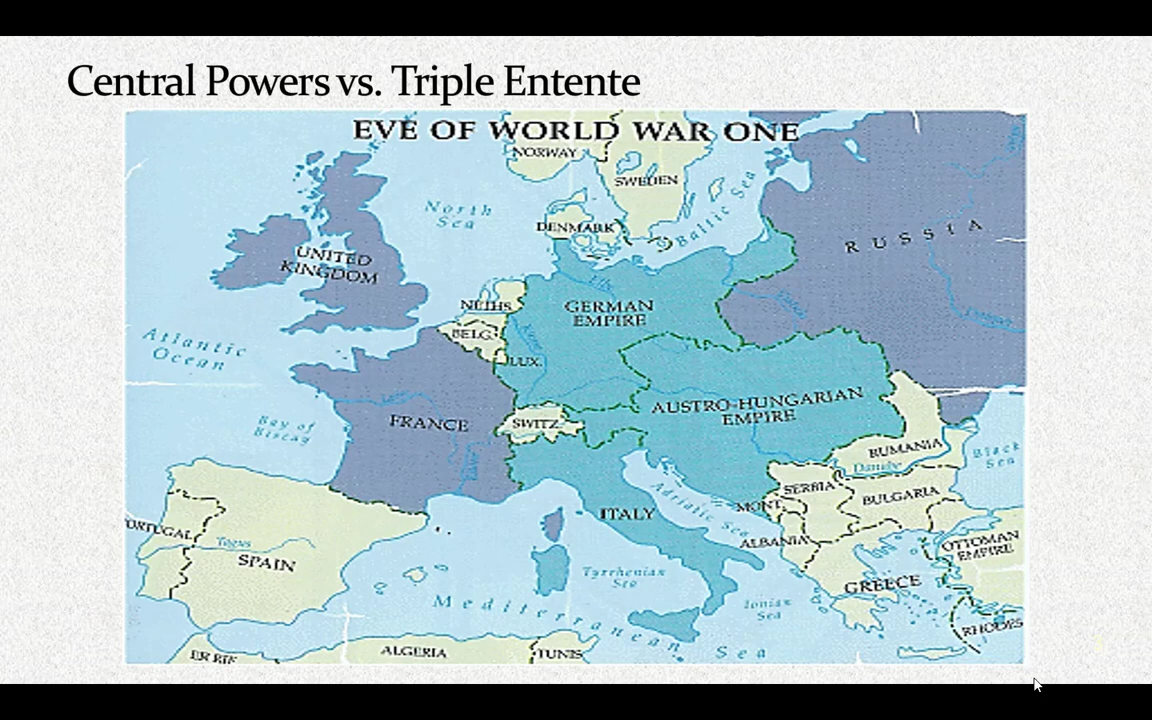 Central Powers vs. Triple Entente
EVE OF WORLD WAR ONE
NORWAY
SWEDEN
North
Sea
Baltic Sea
DENMARK
RUSSIA
UNITED
KINGDOM
NETHS.
GERMAN
EMPIRE
BELG.
Atlantic
Ocean
LUX.
AUSTRO-HUNGARIAN
EMPIRE
FRANCE
SWITZ.
Bay of
Biscay
RUMANIA
Black
Sea
Danube
SERBIA
BULGARIA
Adriatic Sea
MONT.
ITALY
PORTUGAL
ALBANIA
OTTOMAN
EMPIRE
Tagus
SPAIN
Tyrrhenian
Sea
GREECE
Mediterranean Sea
Ionian
Sea
RHODES
ER RIF
ALGERIA
TUNIS